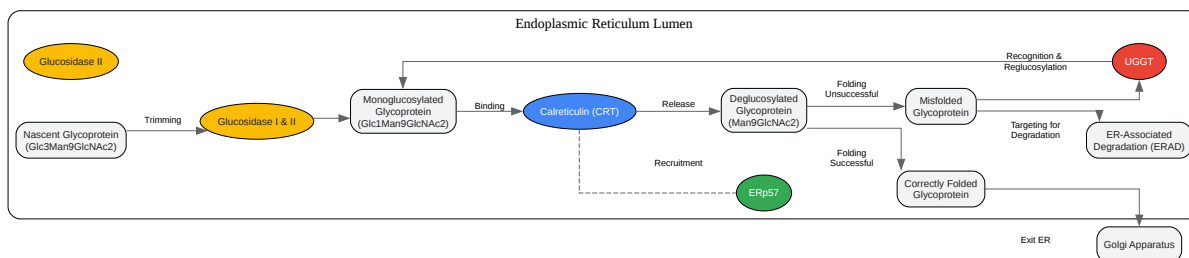 Endoplasmic Reticulum Lumen
Glucosidase II
Recognition &
Reglucosylation
UGGT
Nascent Glycoprotein
(Glc3Man9GlcNAc2)
Trimming
Glucosidase I & II
Monoglucosylated
Glycoprotein
(Glc1Man9GlcNAc2)
Binding
Calreticulin (CRT)
Release
Deglucosylated
Glycoprotein
(Man9GlcNAc2)
Folding
Unsuccessful
Misfolded
Glycoprotein
Targeting for
Degradation
ER-Associated
Degradation (ERAD)
Recruitment
ERp57
Folding
Successful
Correctly Folded
Glycoprotein
Exit ER
Golgi Apparatus